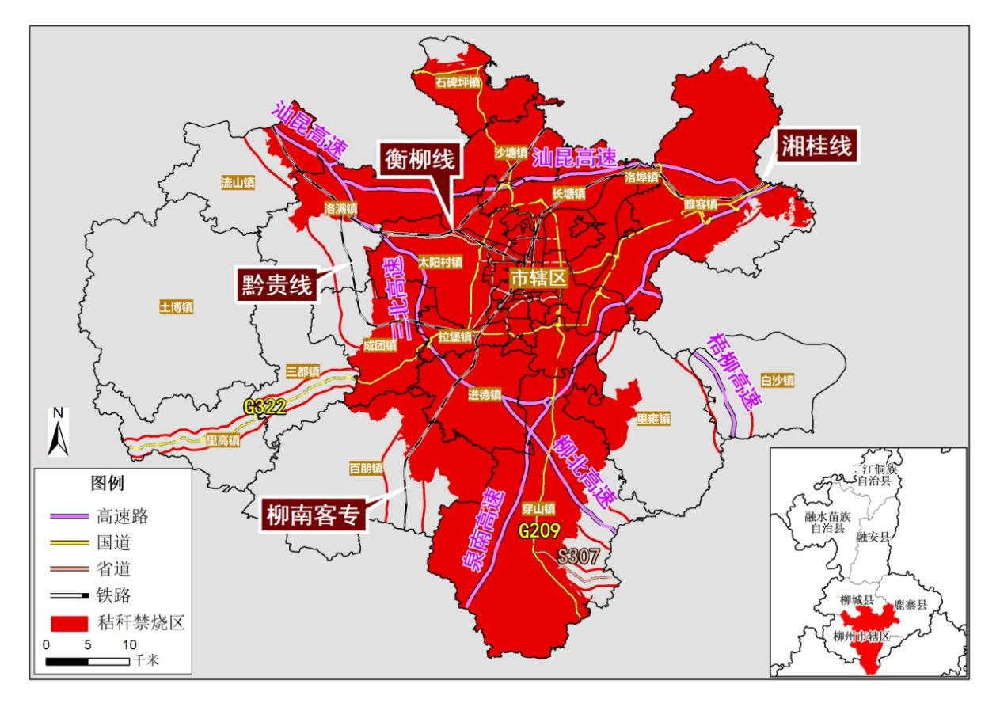 石碑坪镇
汕昆高速
湘桂线
衡柳线
沙塘镇
汕昆高速
流山镇
洛埠镇
长塘镇
洛满镇
雒容镇
太阳村镇
黔贵线
三北高速
市辖区
土博镇
拉堡镇
成团镇
梧柳高速
三都镇
白沙镇
进德镇
G322
里雍镇
N
里高镇
百朋镇
柳北高速
柳南客专
穿山镇
泉南高速
G209
S307
图例
高速路
国道
省道
铁路
秸秆禁烧区
0 5 10
千米
三江侗族
自治县
融水苗族
自治县
融安县
柳城县
鹿寨县
柳州市辖区